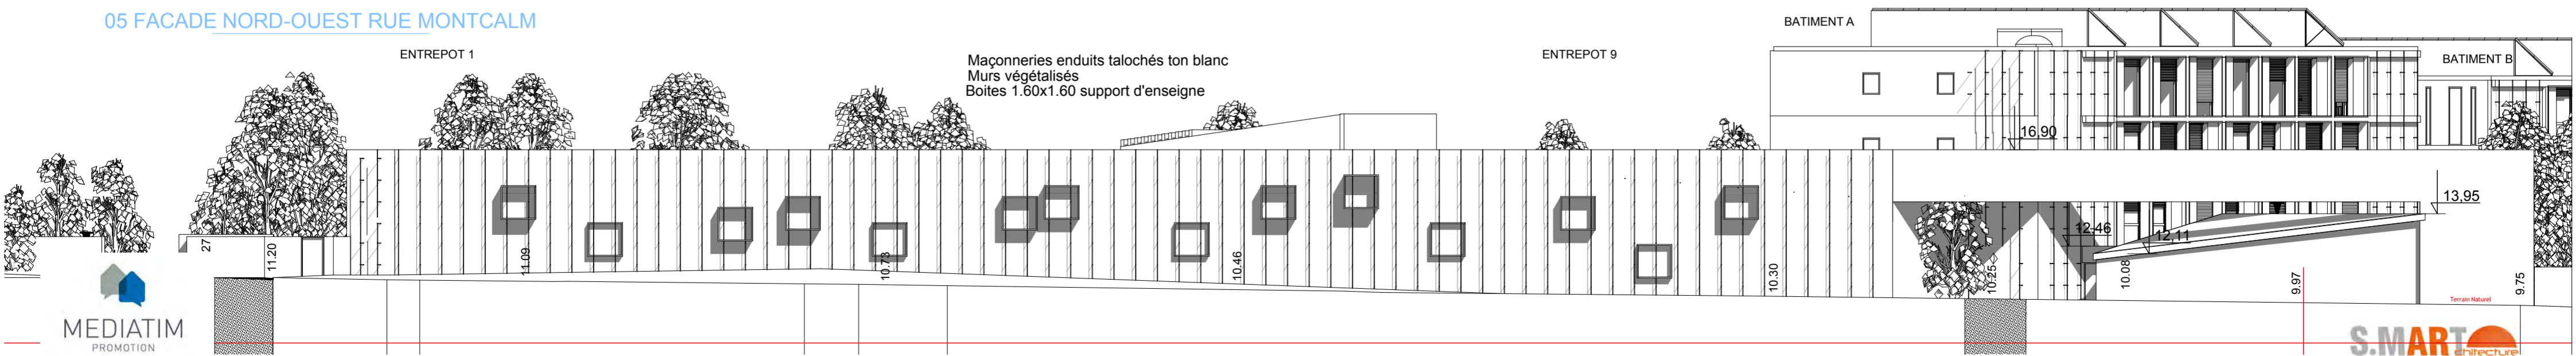 05 FACADE NORD-OUEST RUE MONTCALM
BATIMENT A
ENTREPOT 1
Maçonneries enduits talochés ton blanc
Murs végétalisés
Boites 1.60x1.60 support d'enseigne
ENTREPOT 9
BATIMENT B
16,90
13,95
12.46
12,11
27
11.20
11.09
10.73
10.46
10.30
10.25
10.08
9.97
9.75
Terrain Naturel
MEDIATIM
PROMOTION
S.MART
chitecture